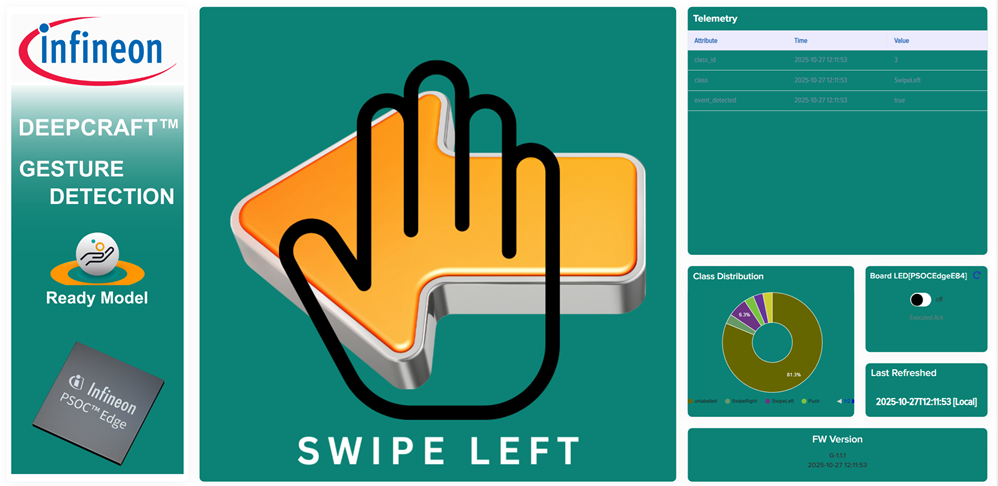 infineon
DEEPCRAFT™
GESTURE
DETECTION
Ready Model
Infineon
PSOC™ Edge
SWIPE LEFT
Telemetry
Attribute Time Value
class_id 2025-10-27 12:11:53
class 2025-10-27 12:11:53 SwipeLeft
event_detected 2025-10-27 12:11:53 true
Class Distribution
8.3%
81.3%
unlabelled SwipeRight SwipeLeft Push 1/2
Board LED[PSOCEdgeE84]
off
Executed:N/A
Last Refreshed
2025-10-27T12:11:53 [Local]
FW Version
G-1.1.1
2025-10-27 12:11:53